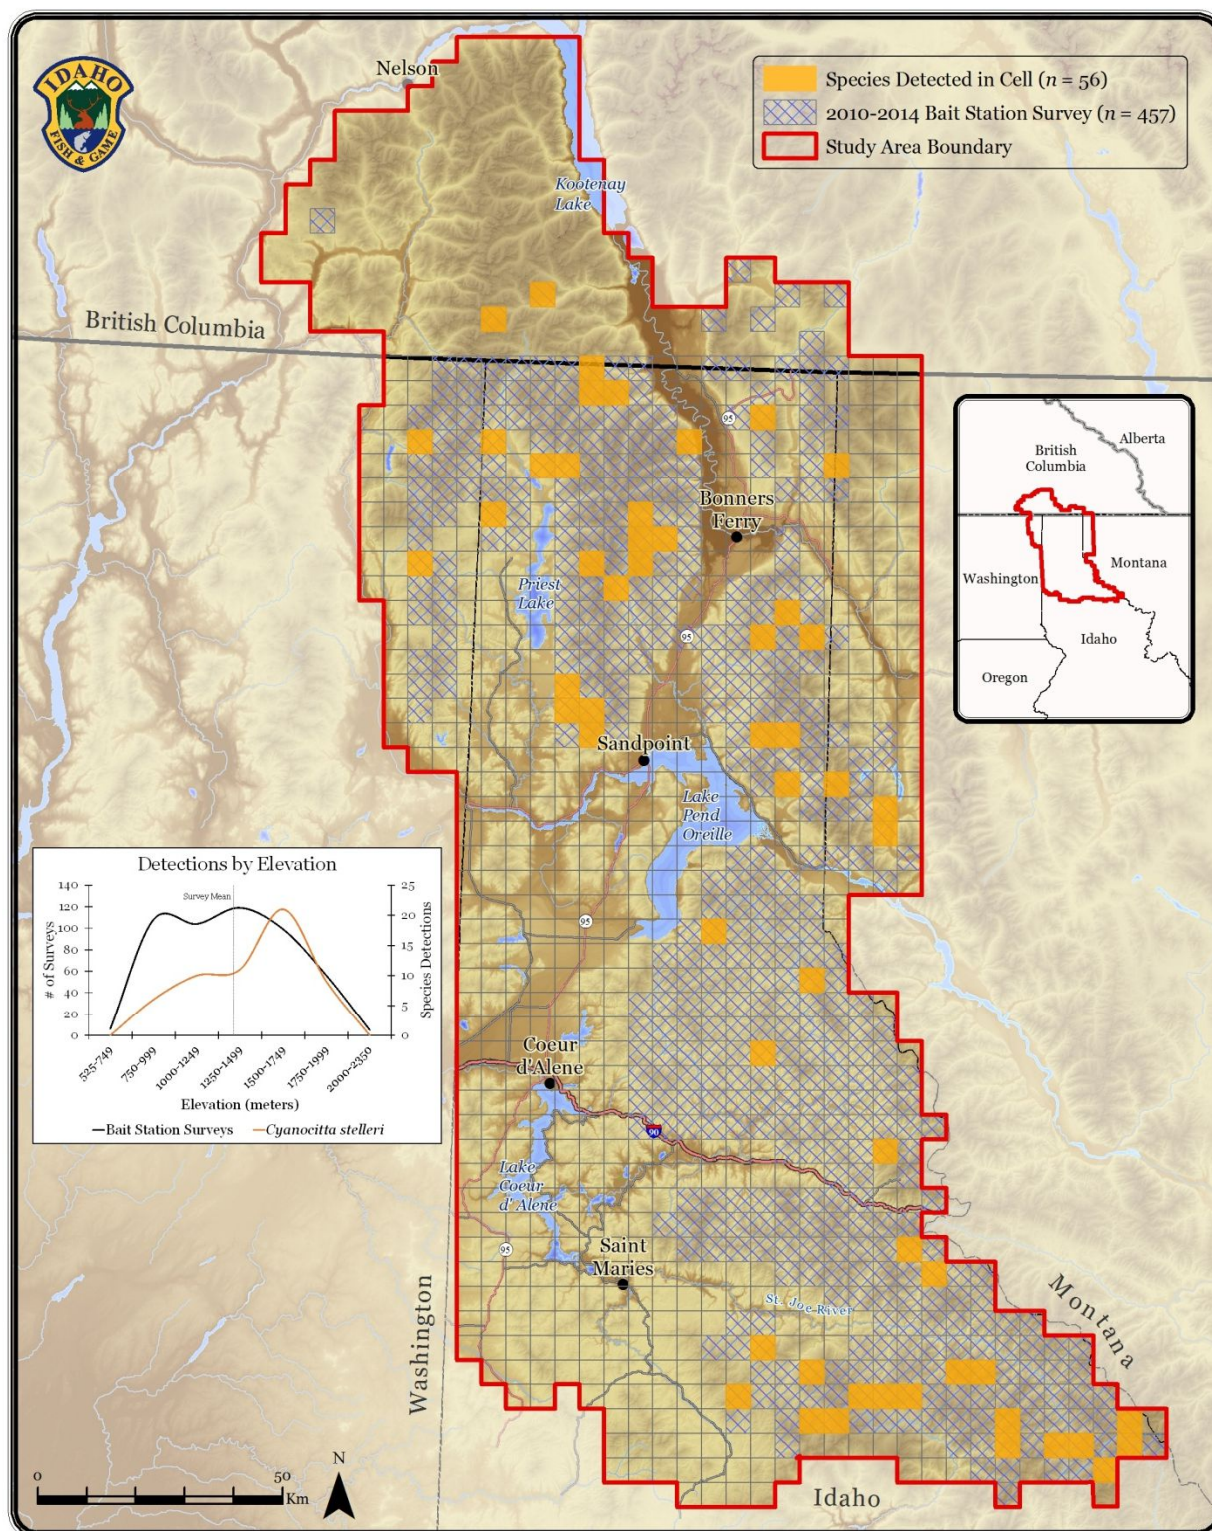 IDAHO
FISH & GAME
Nelson
Species Detected in Cell (n = 56)
2010-2014 Bait Station Survey (n = 457)
Study Area Boundary
Kootenay
Lake
British Columbia
95
Bonners
Ferry
Priest
Lake
95
Sandpoint
Lake
Pend
Oreille
British
Columbia
Alberta
Washington
Montana
Idaho
Oregon
Detections by Elevation
Survey Mean
# of Surveys
140
120
100
80
60
40
20
0
Species Detections
25
20
15
10
5
0
525-749
750-999
1000-1249
1250-1499
1500-1749
1750-1999
2000-2350
Elevation (meters)
Bait Station Surveys
Cyanocitta stelleri
95
Coeur
d'Alene
90
Lake
Coeur
d' Alene
95
Saint
Maries
St. Joe River
Washington
Montana
Idaho
0
50
Km
N